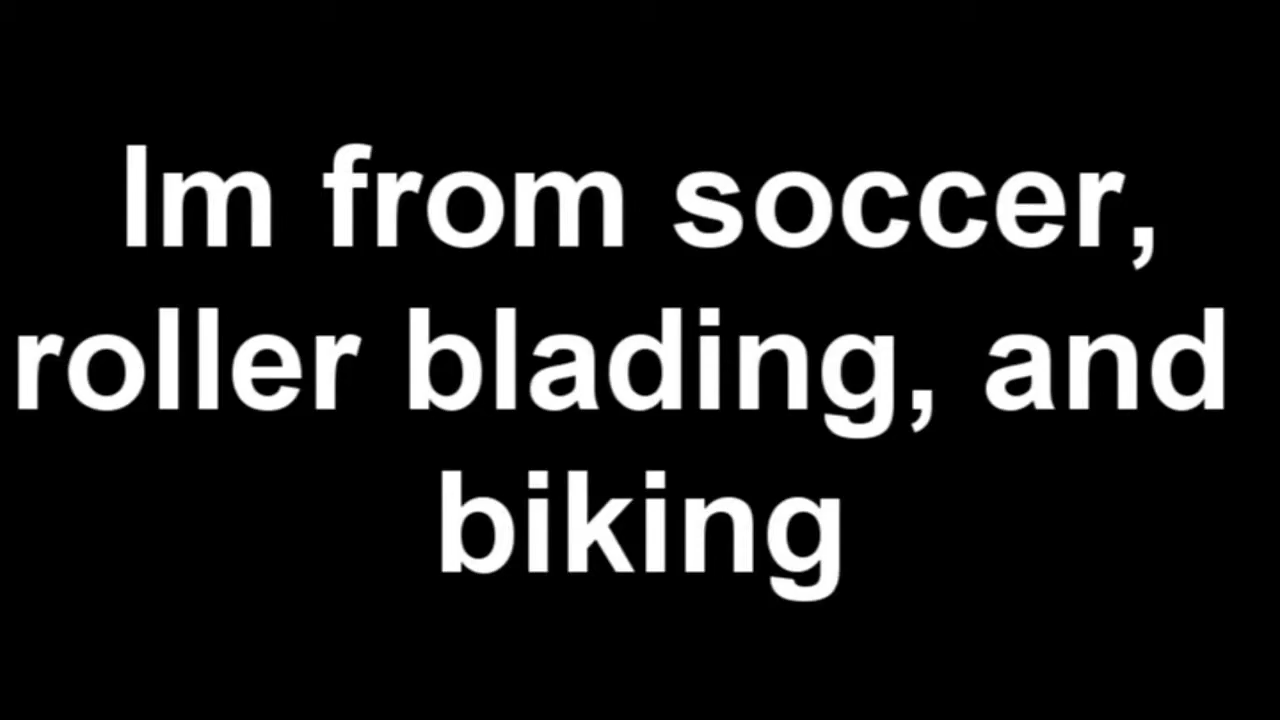 Im from soccer,
roller blading, and
biking